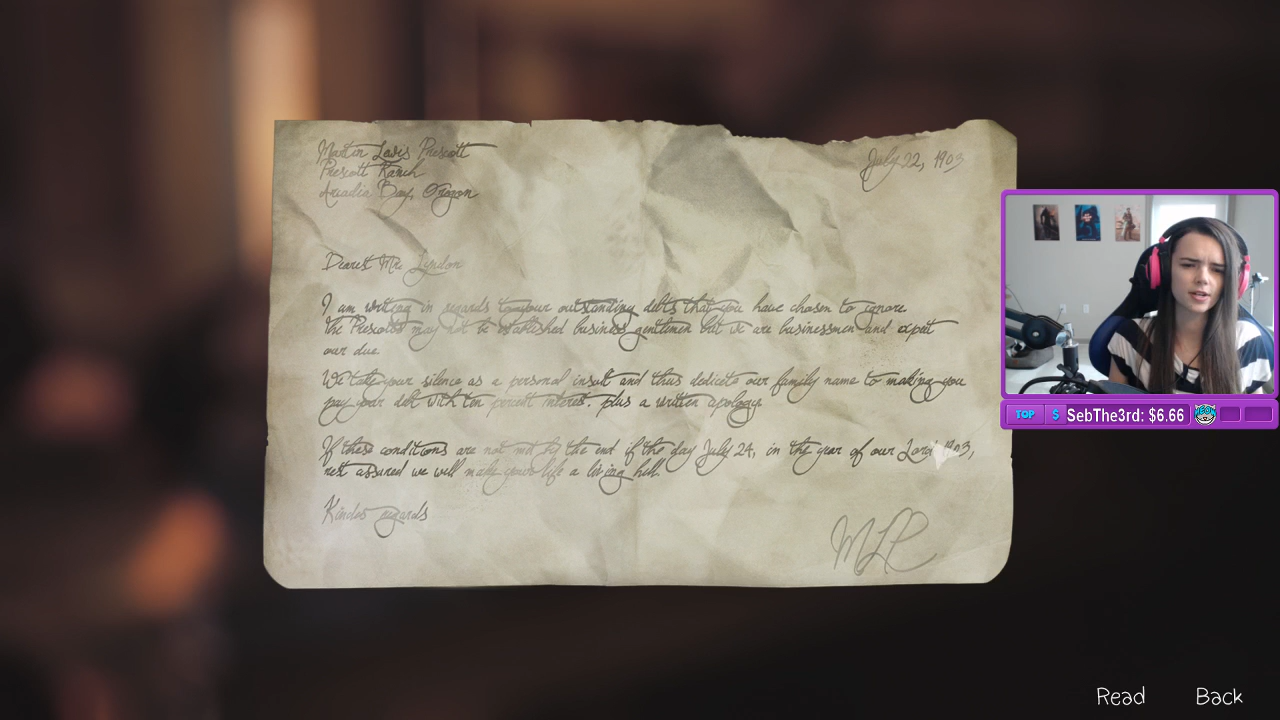 Martin Lewis Prescott
Prescott Ranch
Arcadia Bay, Oregon
July 22, 1903
Dearest Mr. Lyndon
I am writing in regards to your outstanding debts that you have chosen to ignore.
The Prescotts may not be established business gentlemen but we are businessmen and expect
our due.
We take your silence as a personal insult and thus dedicate our family name to making you
pay your debt with ten percent interest. plus a written apology.
If these conditions are not met by the end if the day July 24, in the year of our Lord 1903,
rest assured we will make your life a living hell.
Kindest regards
MLP
TOP S SebThe3rd: $6.66
Read
Back